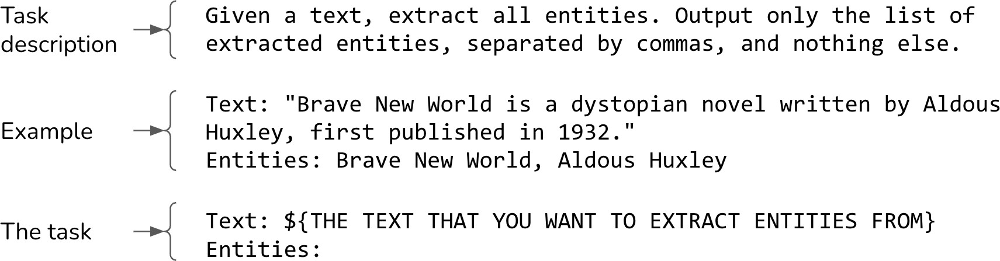 Task
description
Given a text, extract all entities. Output only the list of
extracted entities, separated by commas, and nothing else.
Example
Text: "Brave New World is a dystopian novel written by Aldous
Huxley, first published in 1932."
Entities: Brave New World, Aldous Huxley
The task
Text: ${THE TEXT THAT YOU WANT TO EXTRACT ENTITIES FROM}
Entities: